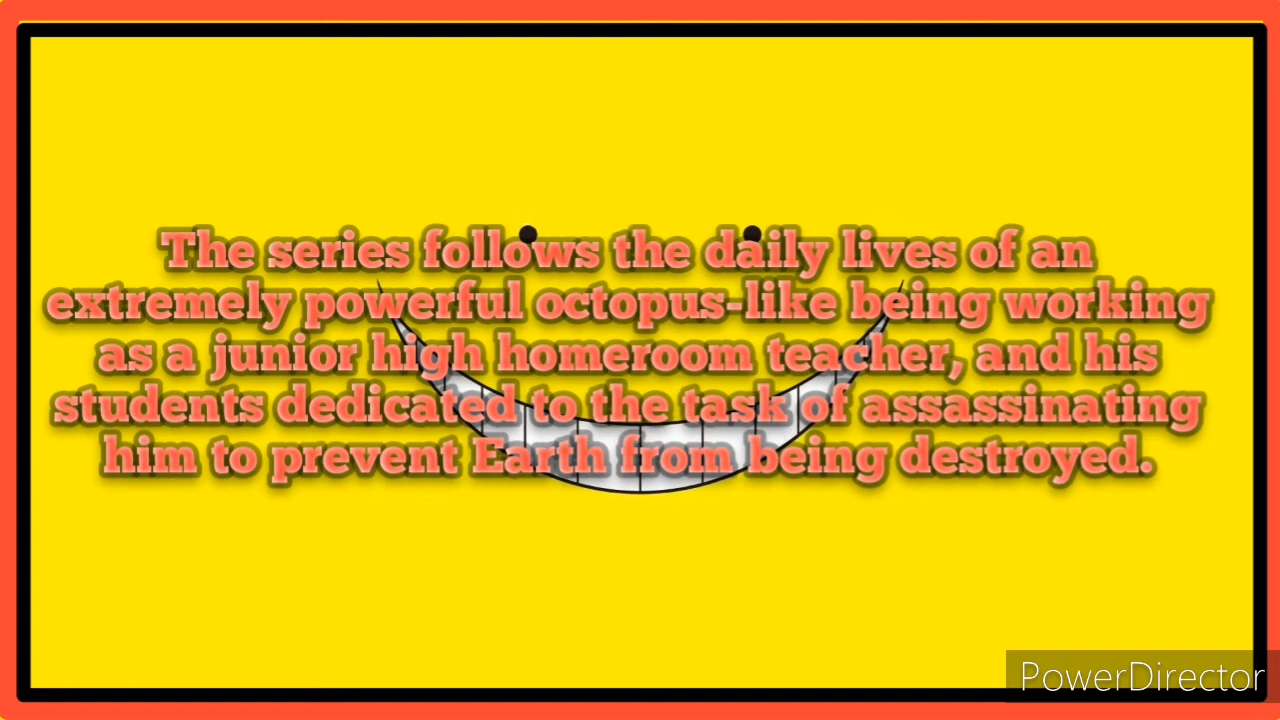 The series follows the daily lives of an
extremely powerful octopus-like being working
as a junior high homeroom teacher, and his
students dedicated to the task of assassinating
him to prevent Earth from being destroyed.
PowerDirector